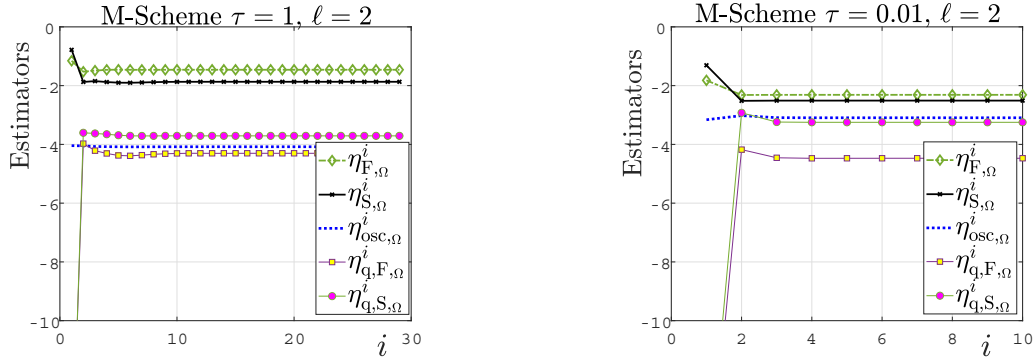 M-Scheme τ = 1, ℓ = 2
Estimators
0
-2
-4
-6
-8
-10
0
10
20
30
i
η^i_{F,Ω}
η^i_{S,Ω}
η^i_{osc,Ω}
η^i_{q,F,Ω}
η^i_{q,S,Ω}
M-Scheme τ = 0.01, ℓ = 2
Estimators
0
-2
-4
-6
-8
-10
0
2
4
6
8
10
i
η^i_{F,Ω}
η^i_{S,Ω}
η^i_{osc,Ω}
η^i_{q,F,Ω}
η^i_{q,S,Ω}